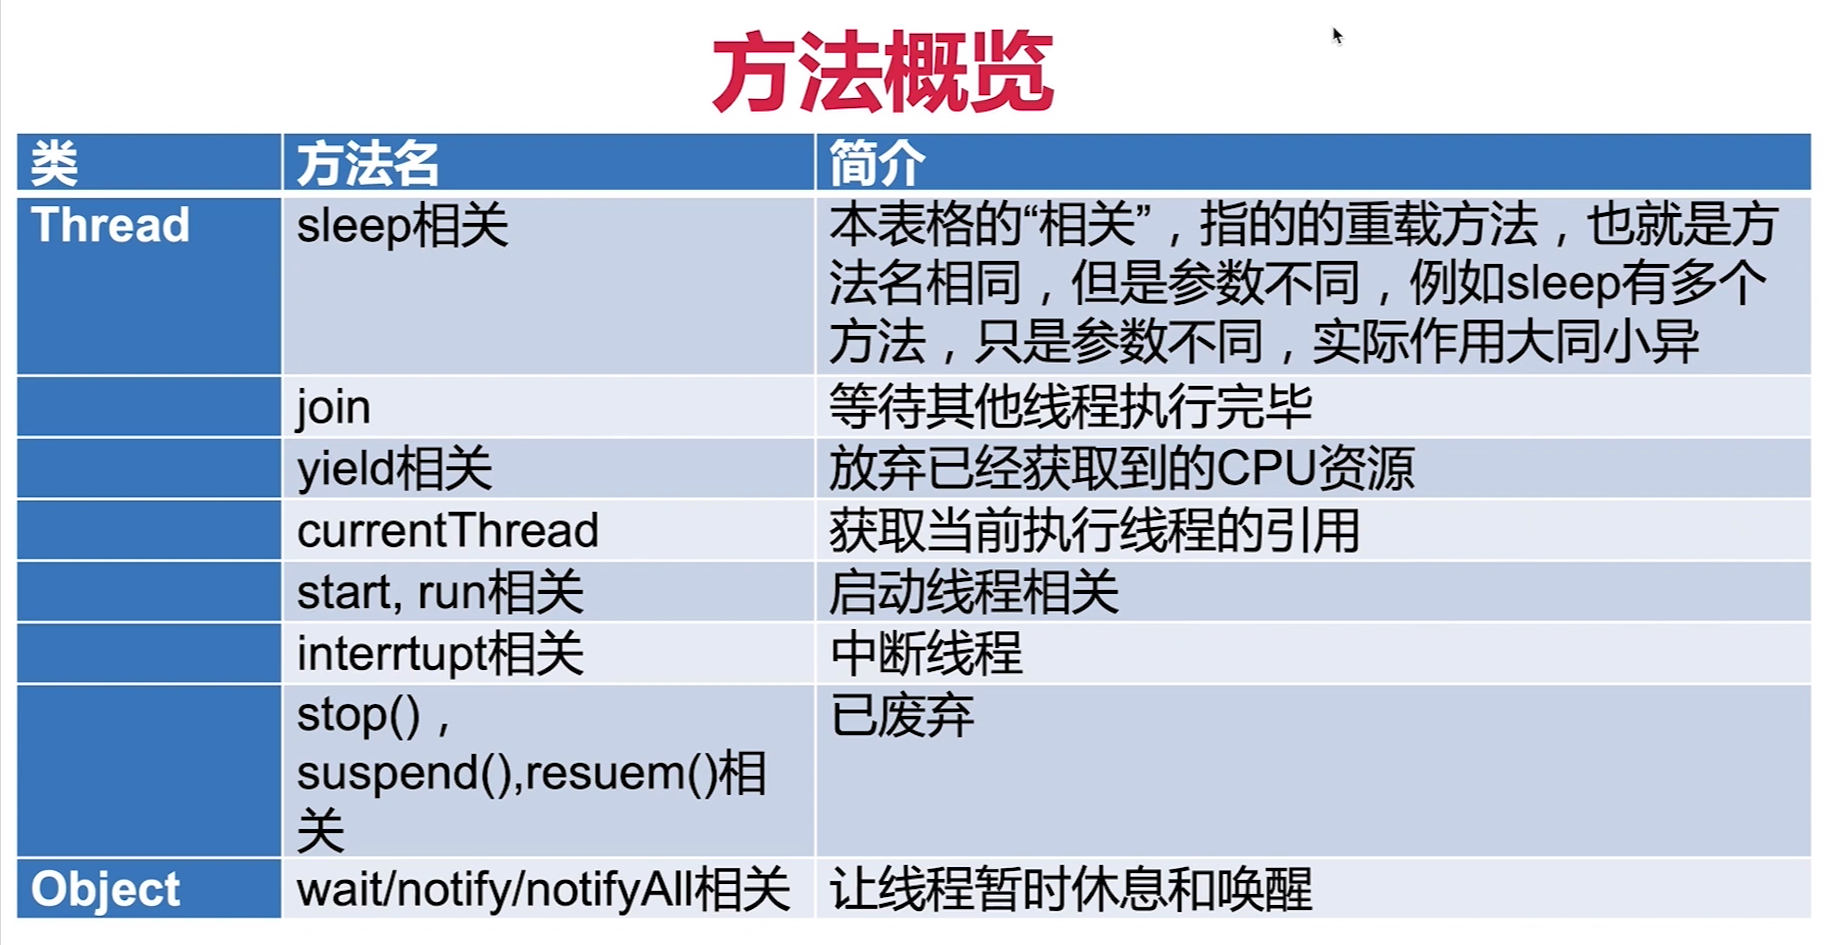 方法概览
类 方法名 简介
Thread sleep相关 本表格的“相关”，指的的重载方法，也就是方
法名相同，但是参数不同，例如sleep有多个
方法，只是参数不同，实际作用大同小异
join 等待其他线程执行完毕
yield相关 放弃已经获取到的CPU资源
currentThread 获取当前执行线程的引用
start, run相关 启动线程相关
interrtupt相关 中断线程
stop()， 已废弃
suspend(),resuem()相
关
Object wait/notify/notifyAll相关 让线程暂时休息和唤醒